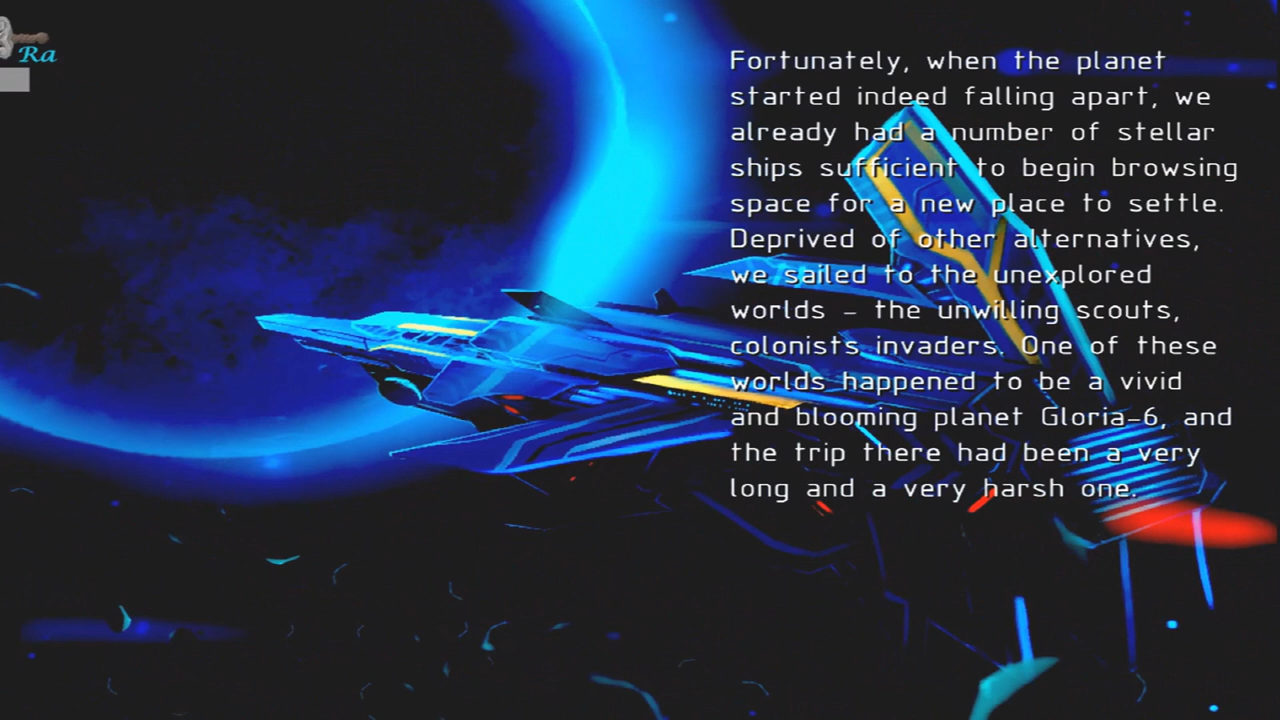 Ra
Fortunately, when the planet
started indeed falling apart, we
already had a number of stellar
ships sufficient to begin browsing
space for a new place to settle.
Deprived of other alternatives,
we sailed to the unexplored
worlds – the unwilling scouts,
colonists invaders. One of these
worlds happened to be a vivid
and blooming planet Gloria-6, and
the trip there had been a very
long and a very harsh one.